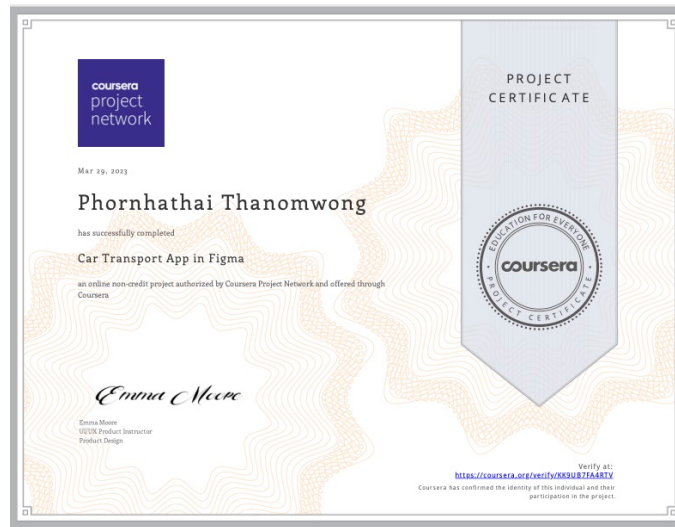 coursera
project
network
PROJECT
CERTIFICATE
Mar 29, 2023
Phornhathai Thanomwong
has successfully completed
Car Transport App in Figma
an online non-credit project authorized by Coursera Project Network and offered through
Coursera
EDUCATION FOR EVERYONE
coursera
PROJECT CERTIFICATE
Emma Moore
Emma Moore
UI/UX Product Instructor
Product Design
Verify at:
https://coursera.org/verify/KK9UB7FA4RTV
Coursera has confirmed the identity of this individual and their
participation in the project.